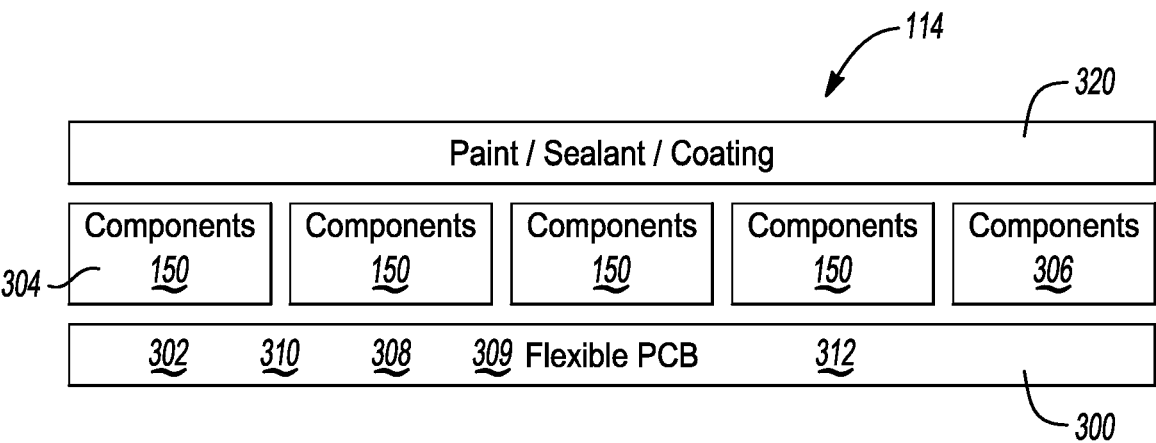 114
320
Paint / Sealant / Coating
Components Components Components Components Components
304 150 150 150 150 306
302 310 308 309 Flexible PCB 312
300